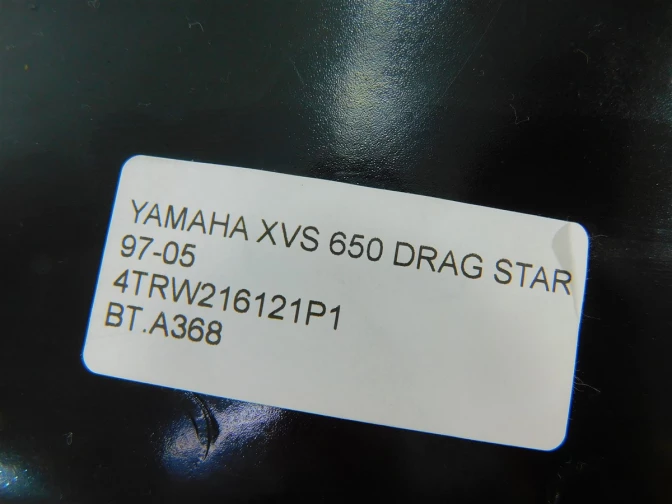 YAMAHA XVS 650 DRAG STAR
97-05
4TRW216121P1
BT.A368